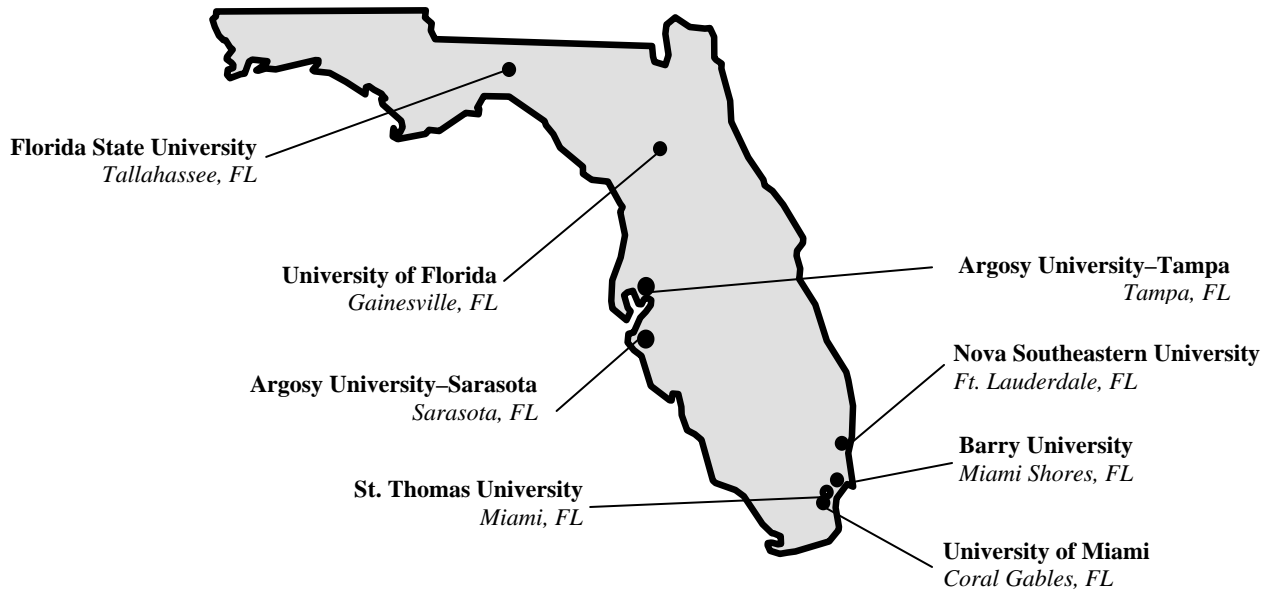 Florida State University
Tallahassee, FL
University of Florida
Gainesville, FL
Argosy University–Tampa
Tampa, FL
Nova Southeastern University
Ft. Lauderdale, FL
Argosy University–Sarasota
Sarasota, FL
Barry University
Miami Shores, FL
St. Thomas University
Miami, FL
University of Miami
Coral Gables, FL